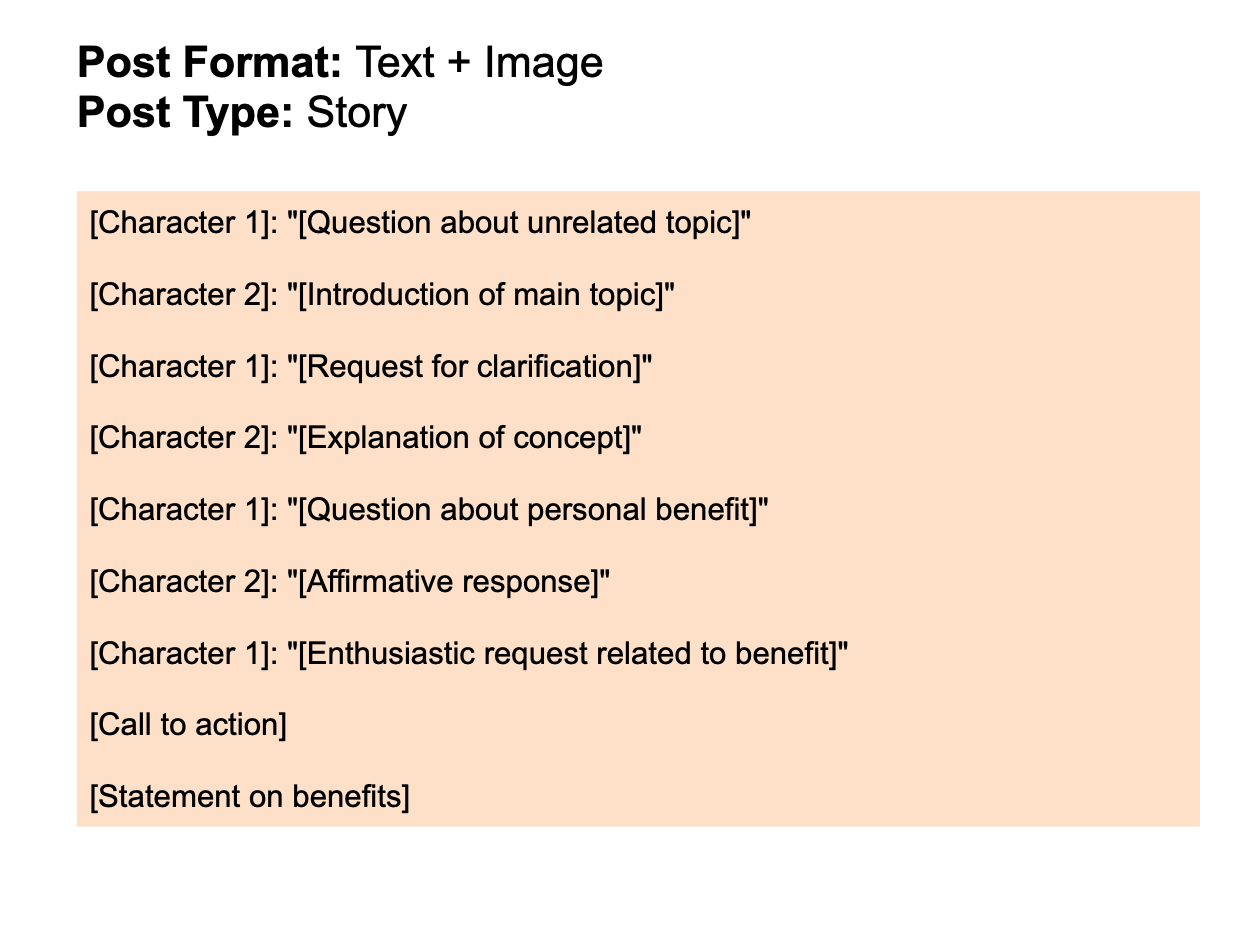 Post Format: Text + Image
Post Type: Story
[Character 1]: "[Question about unrelated topic]"
[Character 2]: "[Introduction of main topic]"
[Character 1]: "[Request for clarification]"
[Character 2]: "[Explanation of concept]"
[Character 1]: "[Question about personal benefit]"
[Character 2]: "[Affirmative response]"
[Character 1]: "[Enthusiastic request related to benefit]"
[Call to action]
[Statement on benefits]